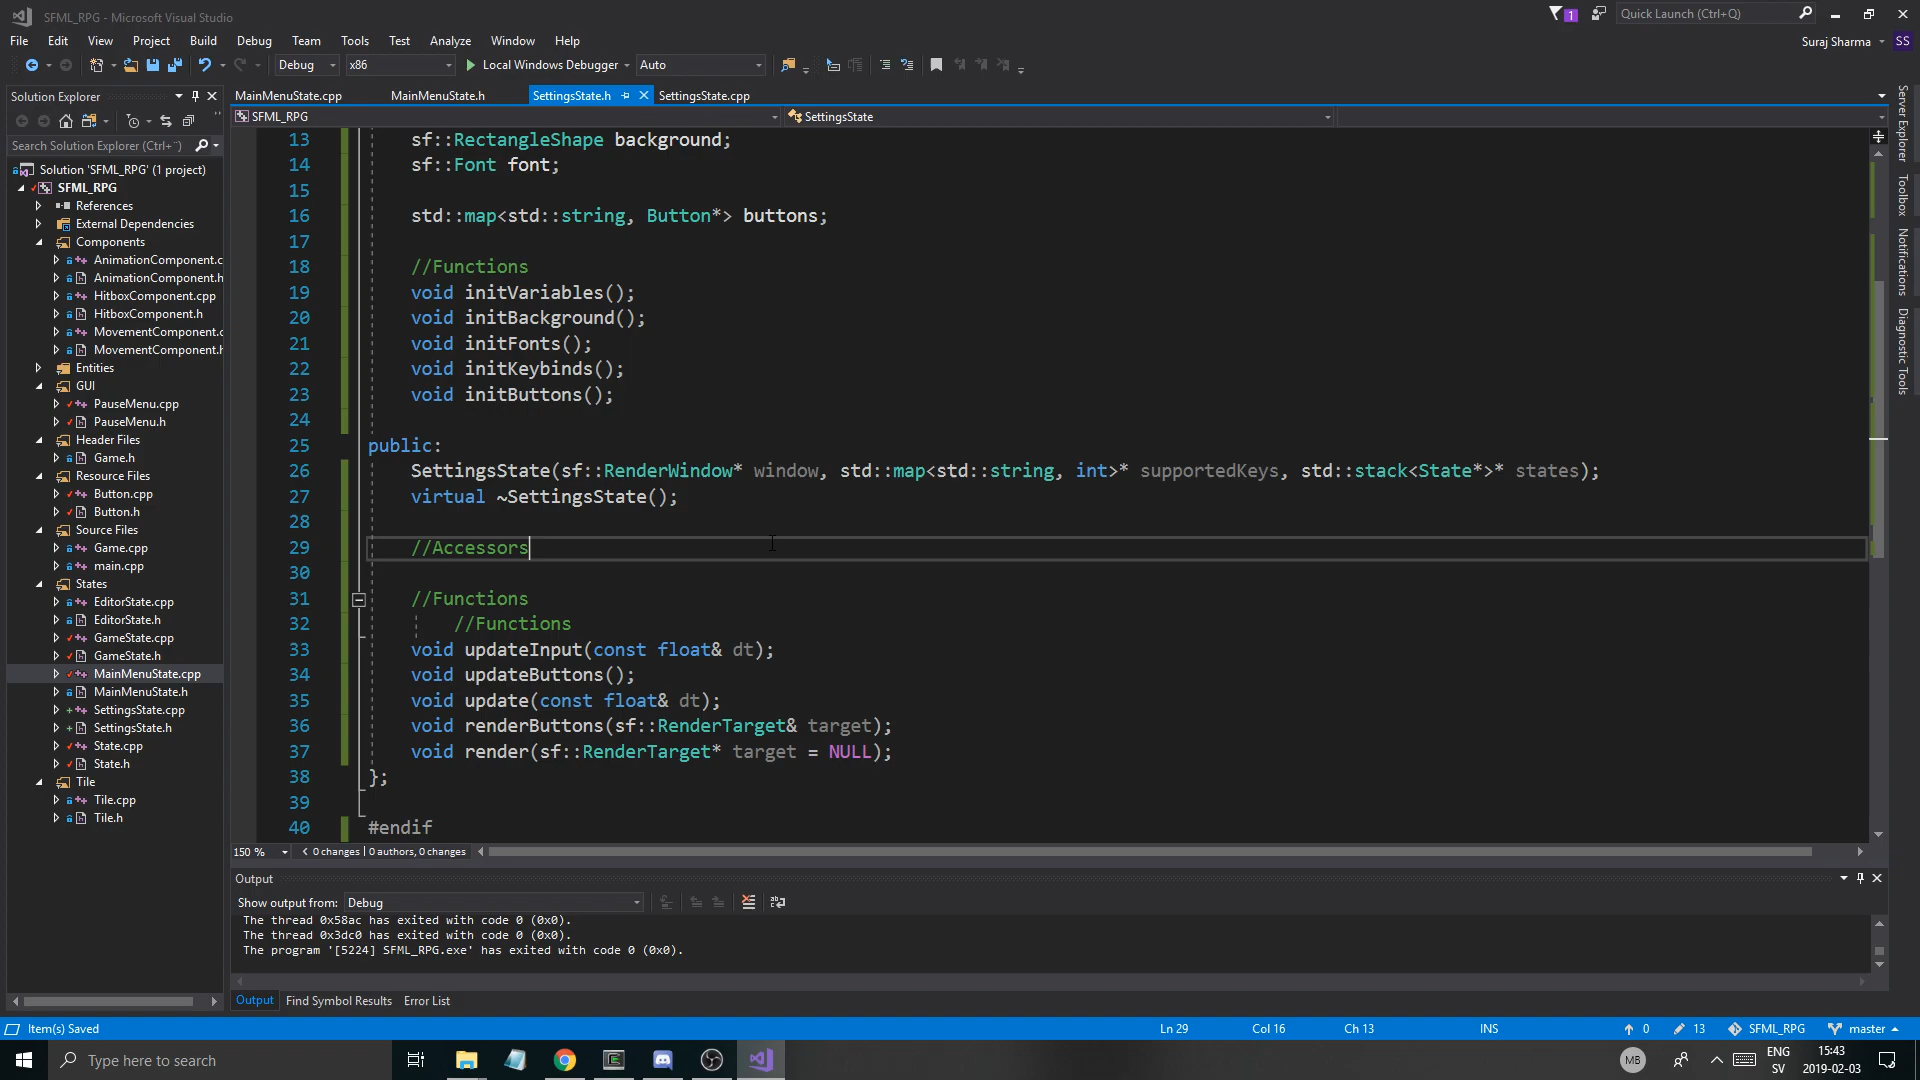 SFML_RPG - Microsoft Visual Studio
1
Quick Launch (Ctrl+Q)
File Edit View Project Build Debug Team Tools Test Analyze Window Help
Suraj Sharma
SS
Debug
x86
Local Windows Debugger
Auto
Solution Explorer
MainMenuState.cpp
MainMenuState.h
SettingsState.h
SettingsState.cpp
SFML_RPG
SettingsState
Search Solution Explorer (Ctrl+¨)
Solution 'SFML_RPG' (1 project)
SFML_RPG
References
External Dependencies
Components
AnimationComponent.c
AnimationComponent.h
HitboxComponent.cpp
HitboxComponent.h
MovementComponent.c
MovementComponent.h
Entities
GUI
PauseMenu.cpp
PauseMenu.h
Header Files
Game.h
Resource Files
Button.cpp
Button.h
Source Files
Game.cpp
main.cpp
States
EditorState.cpp
EditorState.h
GameState.cpp
GameState.h
MainMenuState.cpp
MainMenuState.h
SettingsState.cpp
SettingsState.h
State.cpp
State.h
Tile
Tile.cpp
Tile.h
13 sf::RectangleShape background;
14 sf::Font font;
15
16 std::map<std::string, Button*> buttons;
17
18 //Functions
19 void initVariables();
20 void initBackground();
21 void initFonts();
22 void initKeybinds();
23 void initButtons();
24
25 public:
26 SettingsState(sf::RenderWindow* window, std::map<std::string, int>* supportedKeys, std::stack<State*>* states);
27 virtual ~SettingsState();
28
29 //Accessors
30
31 //Functions
32 //Functions
33 void updateInput(const float& dt);
34 void updateButtons();
35 void update(const float& dt);
36 void renderButtons(sf::RenderTarget& target);
37 void render(sf::RenderTarget* target = NULL);
38 };
39
40 #endif
Server Explorer
Toolbox
Notifications
Diagnostic Tools
150 %
0 changes | 0 authors, 0 changes
Output
Show output from: Debug
The thread 0x58ac has exited with code 0 (0x0).
The thread 0x3dc0 has exited with code 0 (0x0).
The program '[5224] SFML_RPG.exe' has exited with code 0 (0x0).
Output Find Symbol Results Error List
Item(s) Saved
Ln 29
Col 16
Ch 13
INS
0
13
SFML_RPG
master
Type here to search
MB
ENG
SV
15:43
2019-02-03